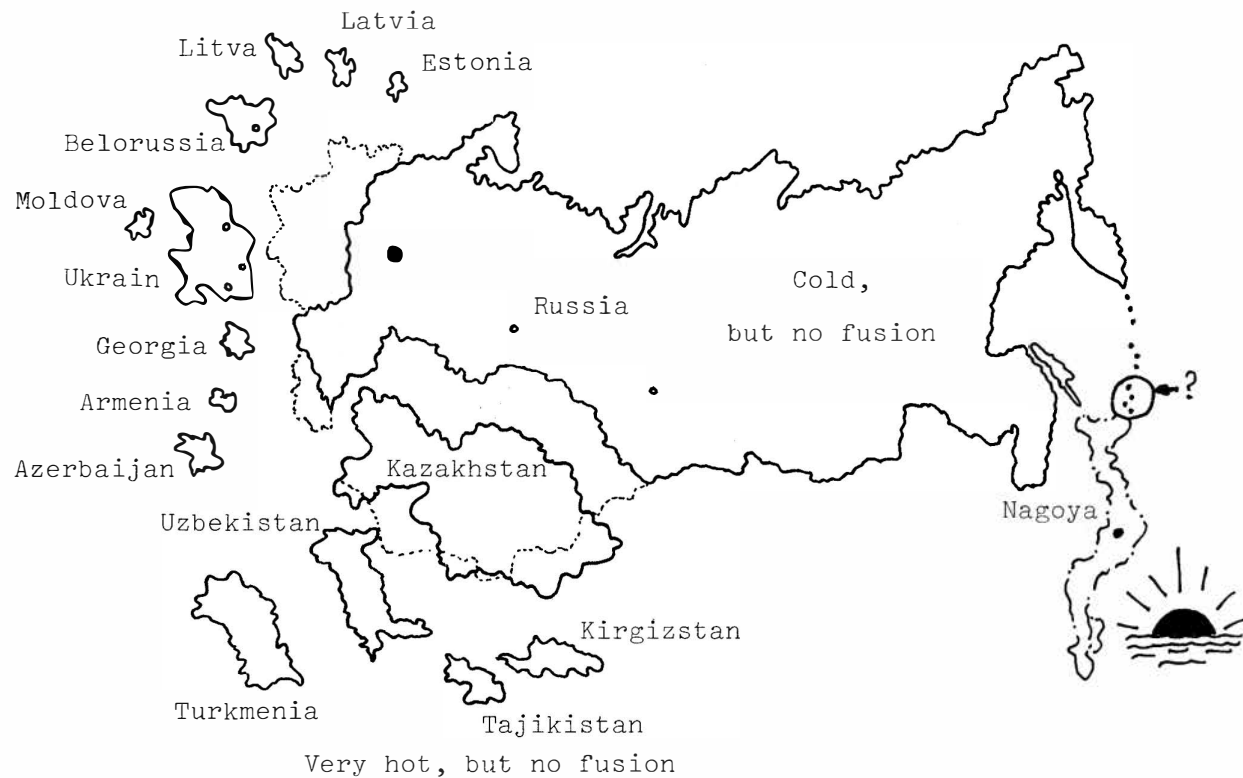 Latvia
Litva
Estonia
Belorussia
Moldova
Ukrain
Georgia
Armenia
Azerbaijan
Russia
Cold,
but no fusion
?
Kazakhstan
Uzbekistan
Nagoya
Kirgizstan
Turkmenia
Tajikistan
Very hot, but no fusion